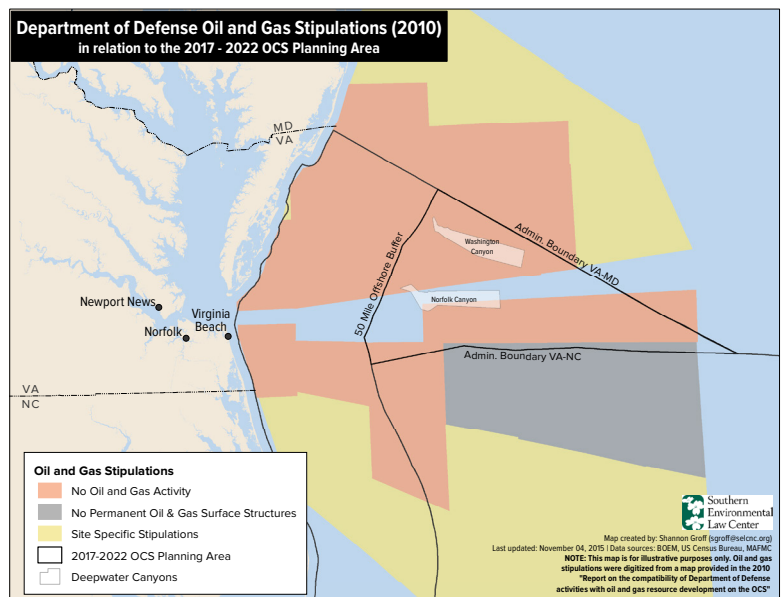 Department of Defense Oil and Gas Stipulations (2010)
in relation to the 2017 - 2022 OCS Planning Area
MD
VA
Washington
Canyon
Admin. Boundary VA-MD
50 Mile Offshore Buffer
Norfolk Canyon
Newport News
Virginia
Beach
Norfolk
Admin. Boundary VA-NC
VA
NC
Oil and Gas Stipulations
No Oil and Gas Activity
No Permanent Oil & Gas Surface Structures
Site Specific Stipulations
2017-2022 OCS Planning Area
Deepwater Canyons
Southern
Environmental
Law Center
Map created by: Shannon Groff (sgroff@selcnc.org)
Last updated: November 04, 2015 | Data sources: BOEM, US Census Bureau, MAFMC
NOTE: This map is for illustrative purposes only. Oil and gas
stipulations were digitized from a map provided in the 2010
"Report on the compatibility of Department of Defense
activities with oil and gas resource development on the OCS"